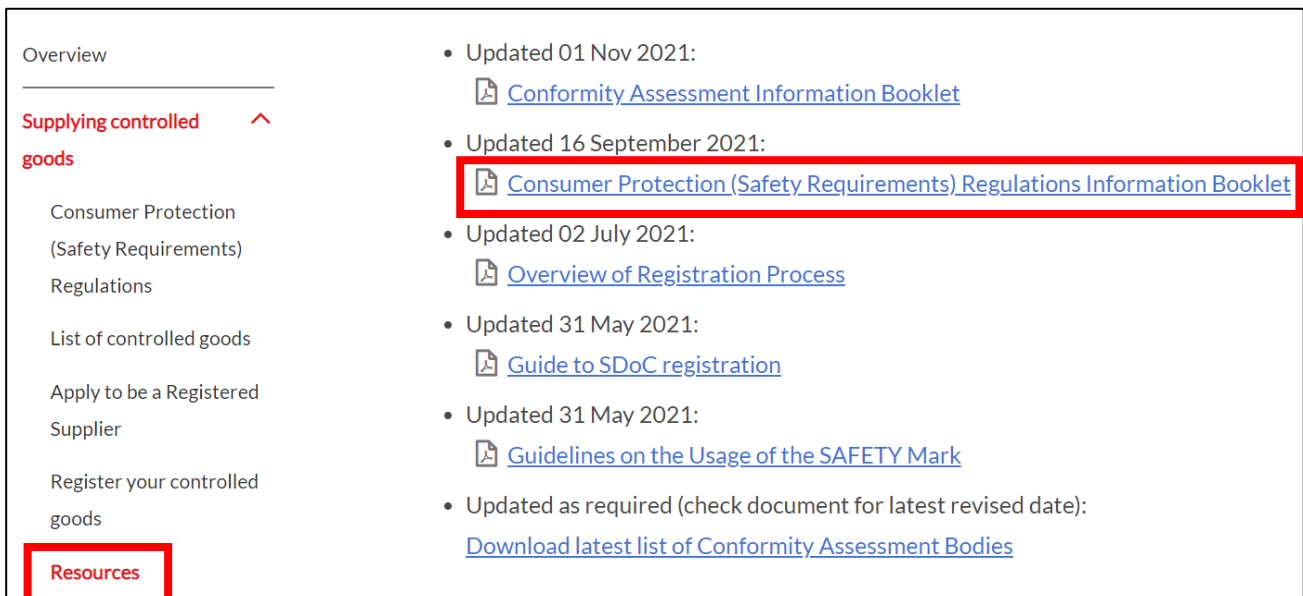 Overview
Supplying controlled
goods
Consumer Protection
(Safety Requirements)
Regulations
List of controlled goods
Apply to be a Registered
Supplier
Register your controlled
goods
Resources
• Updated 01 Nov 2021:
Conformity Assessment Information Booklet
• Updated 16 September 2021:
Consumer Protection (Safety Requirements) Regulations Information Booklet
• Updated 02 July 2021:
Overview of Registration Process
• Updated 31 May 2021:
Guide to SDoC registration
• Updated 31 May 2021:
Guidelines on the Usage of the SAFETY Mark
• Updated as required (check document for latest revised date):
Download latest list of Conformity Assessment Bodies